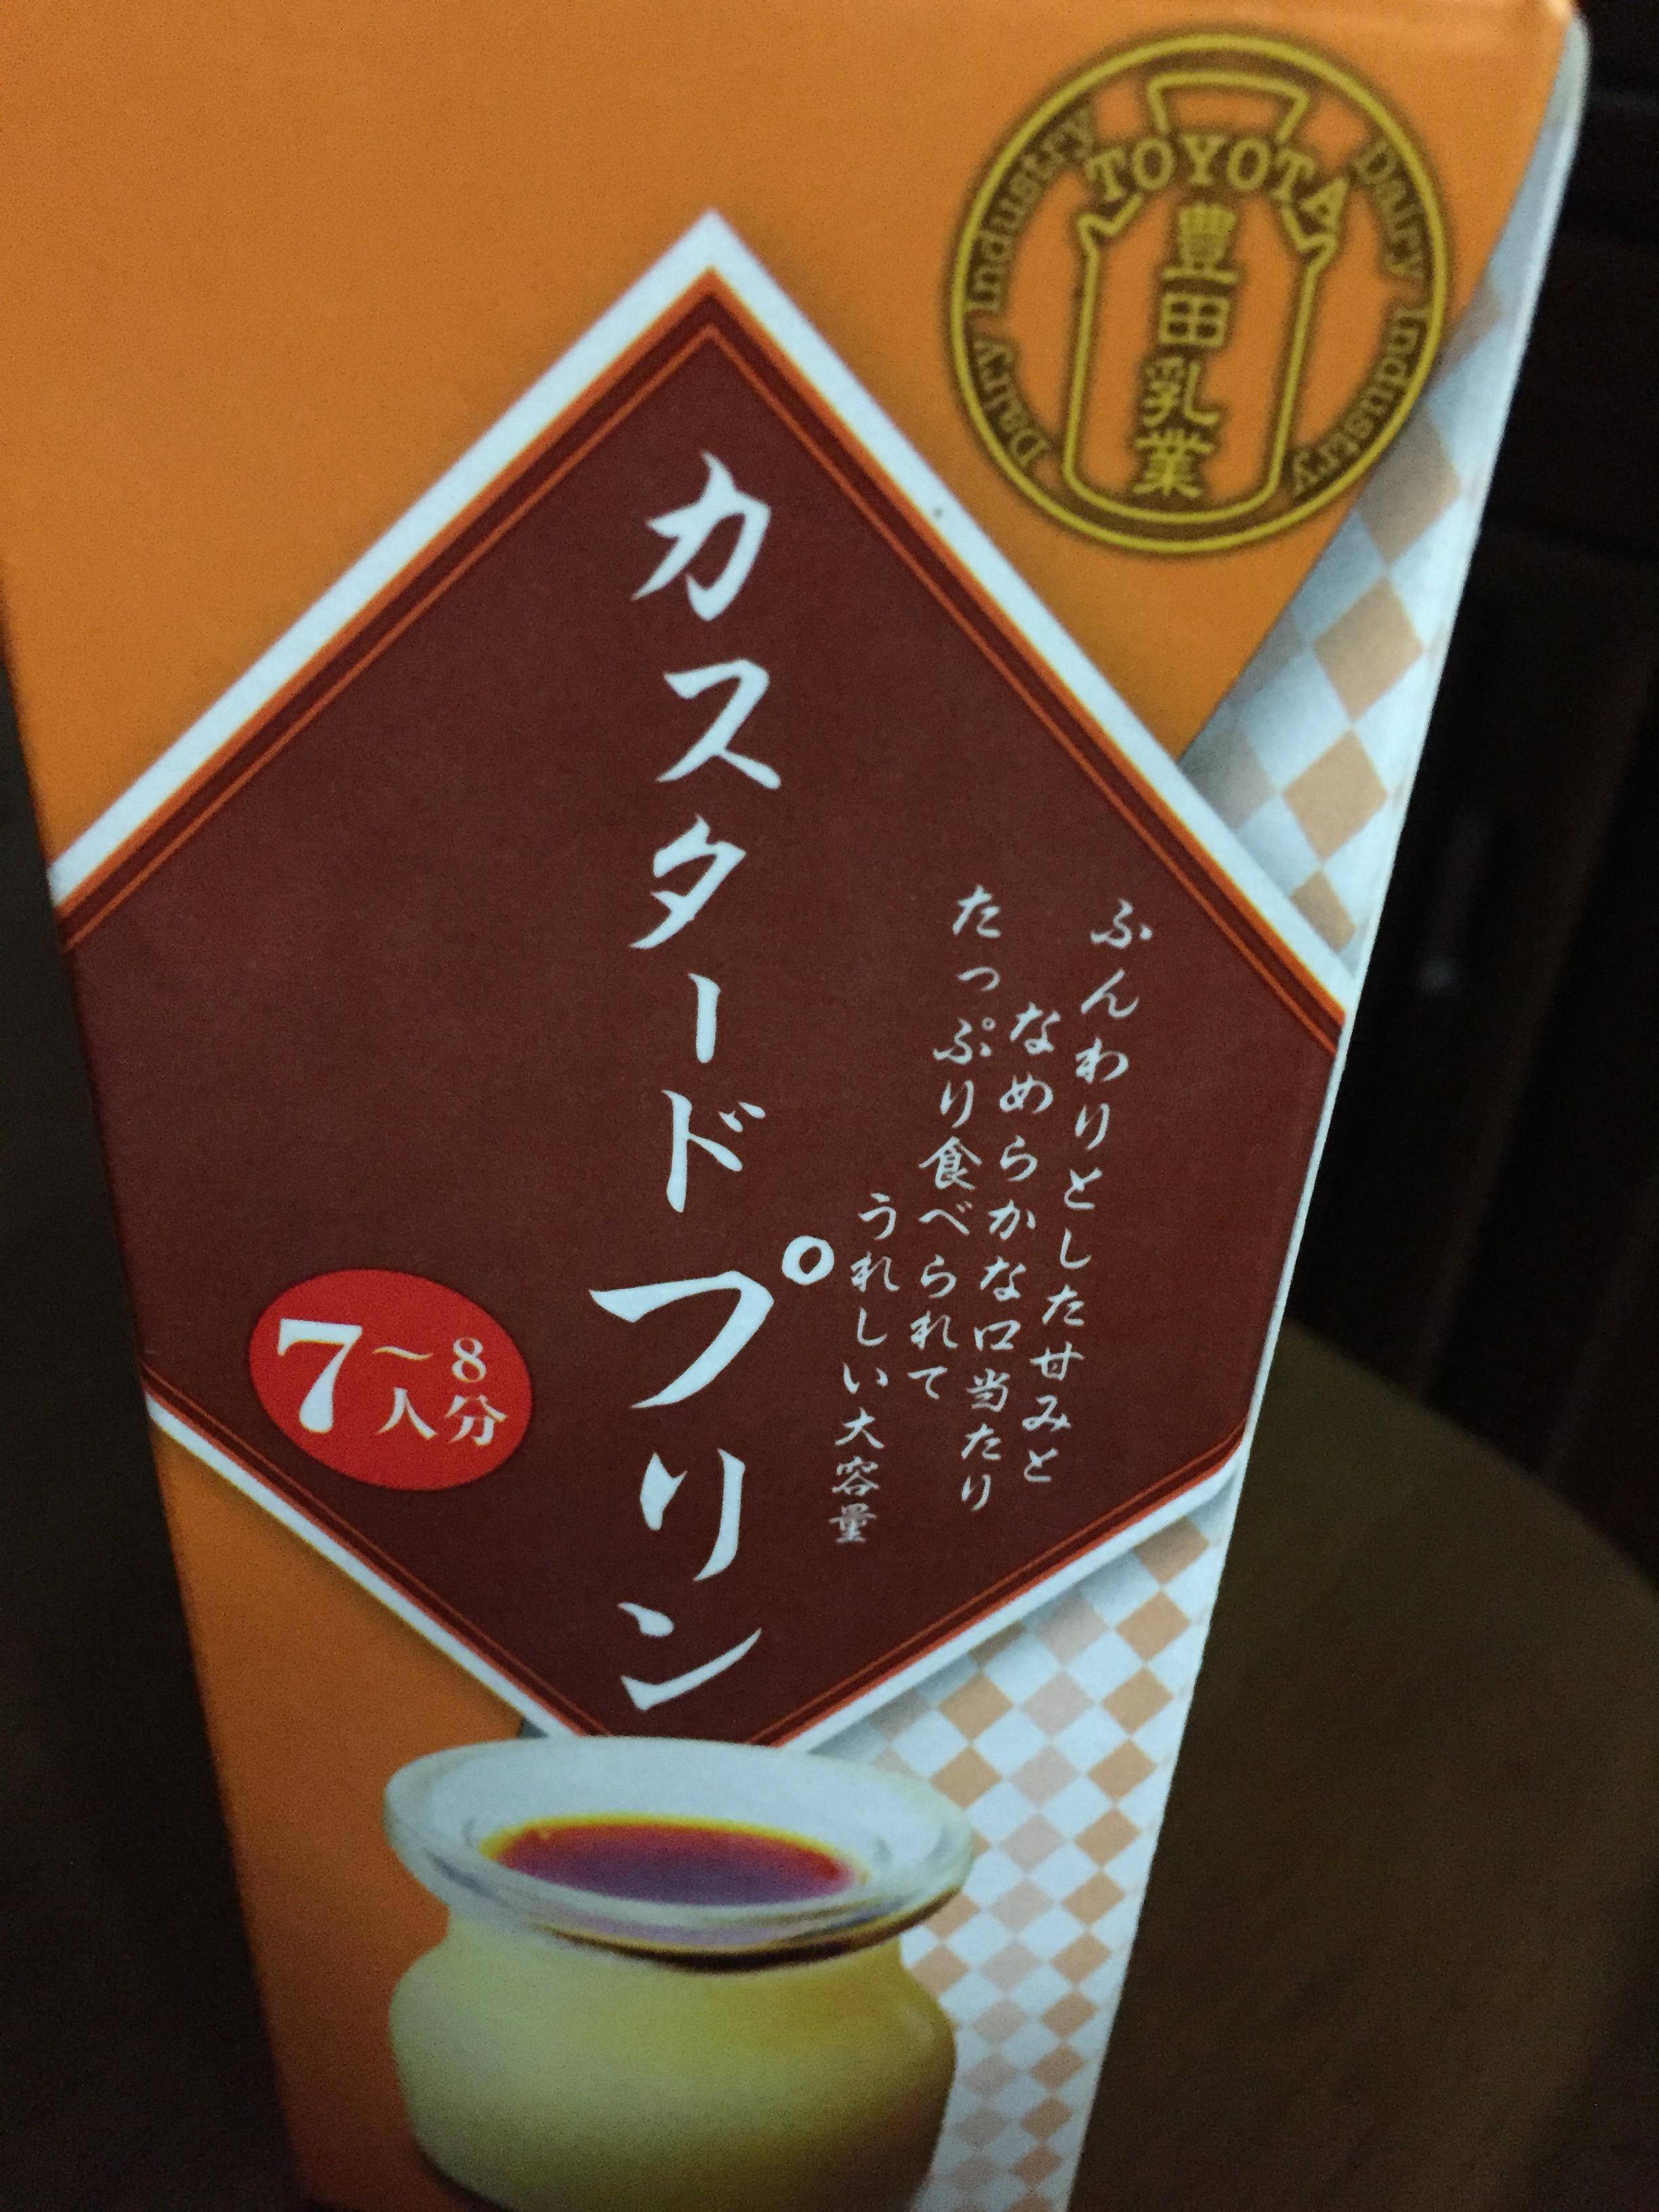 TOYOTA
豊田乳業
Dairy Industry
Dairy Industry
カスタードプリン
ふんわりとした甘みと
なめらかな口当たり
たっぷり食べられて
うれしい大容量
7〜8人分